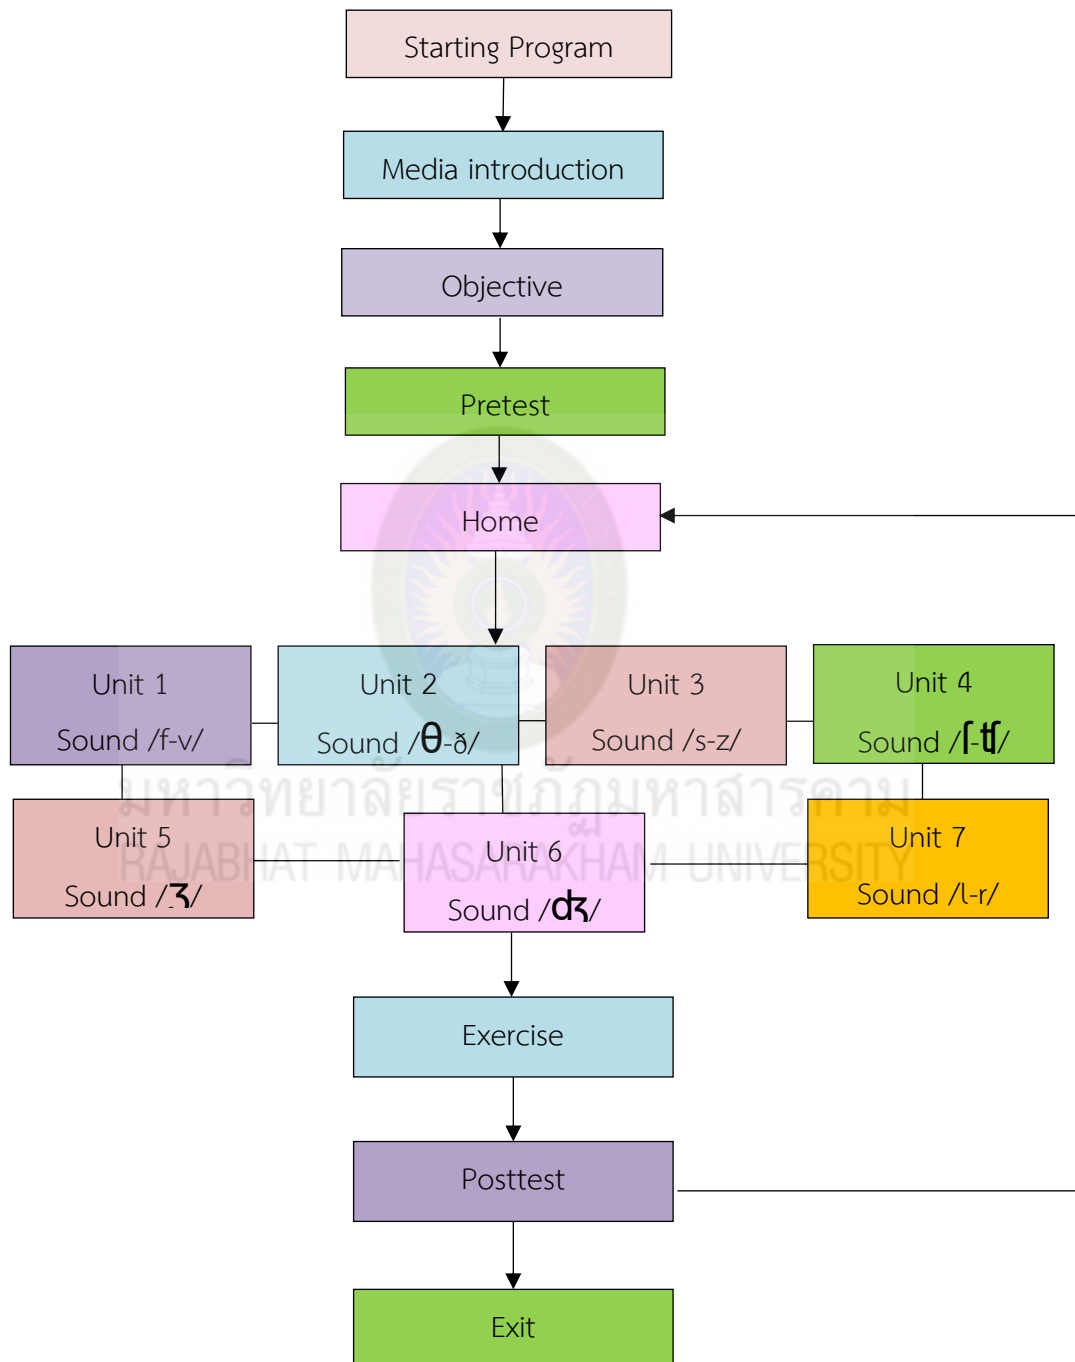 Starting Program
Media introduction
Objective
Pretest
Home
Unit 1
Sound /f-v/
Unit 2
Sound /θ-ð/
Unit 3
Sound /s-z/
Unit 4
Sound /ʃ-ʧ/
มหาวิทยาลัยราชภัฏมหาสารคาม
RAJABHAT MAHASARAKHAM UNIVERSITY
Unit 5
Sound /ʒ/
Unit 6
Sound /ʤ/
Unit 7
Sound /l-r/
Exercise
Posttest
Exit